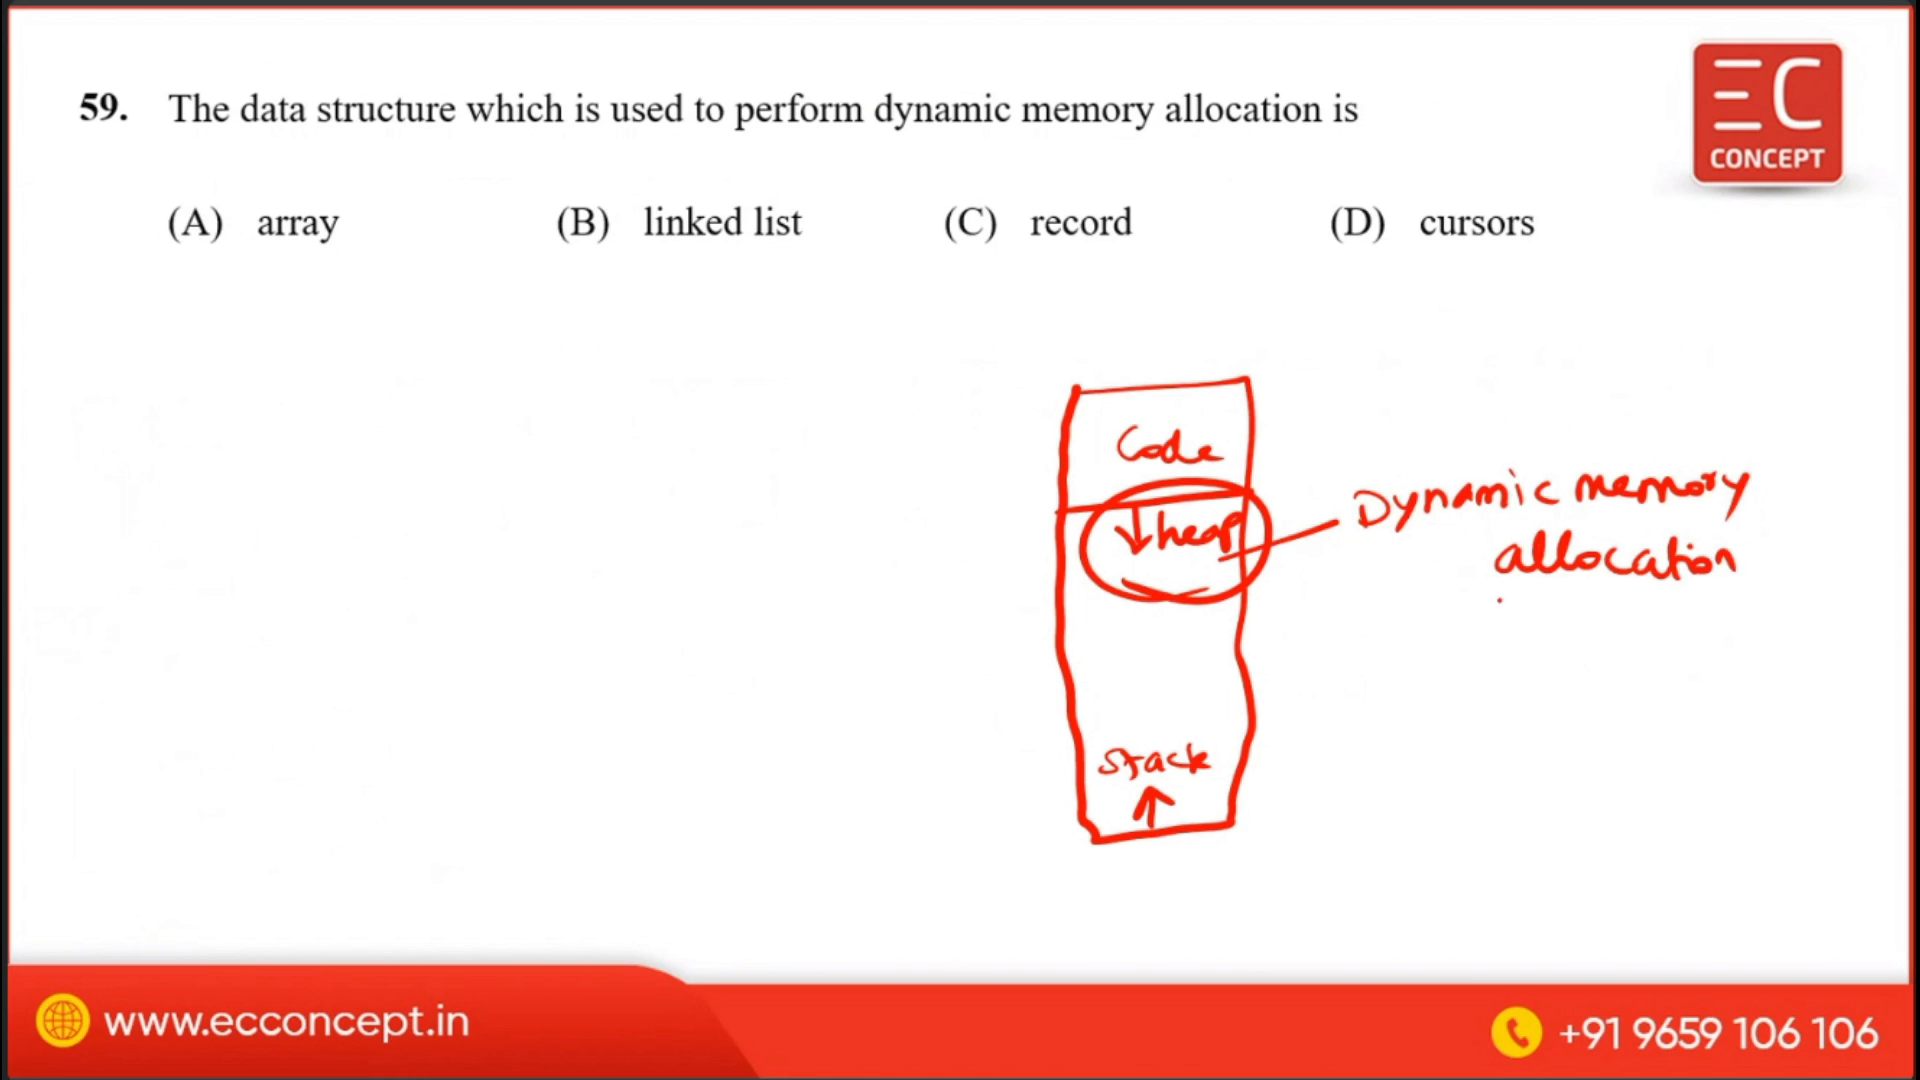 59. The data structure which is used to perform dynamic memory allocation is
EC
CONCEPT
(A) array (B) linked list (C) record (D) cursors
Code
heap
Dynamic memory
allocation
Stack
www.ecconcept.in
+91 9659 106 106